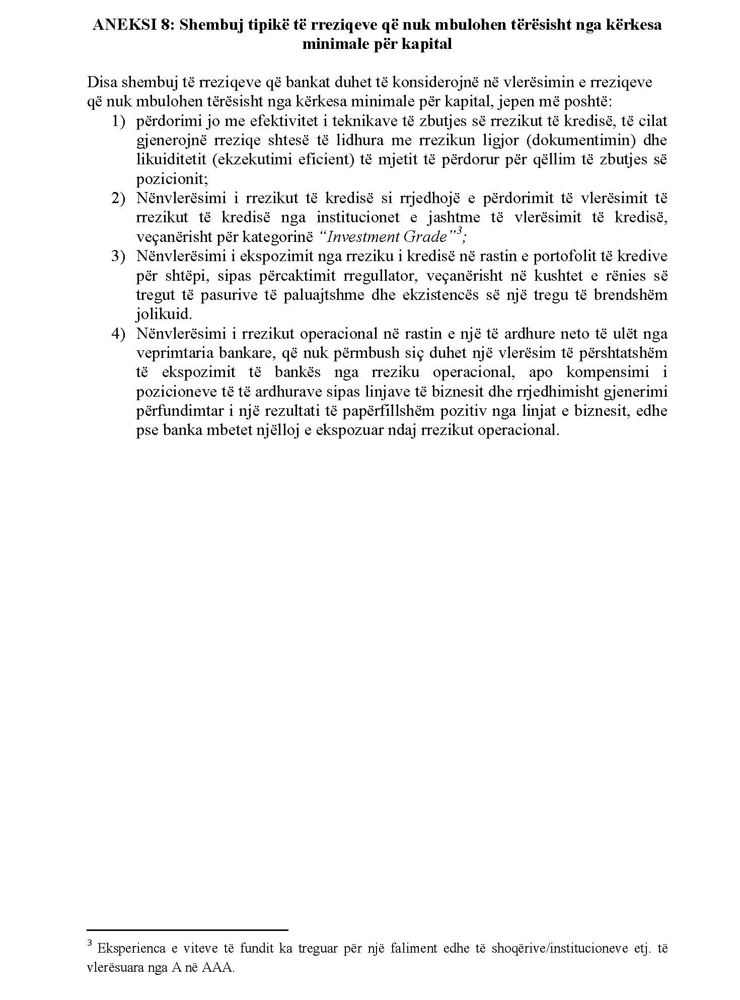 ANEKSI 8: Shembuj tipikë të rreziqeve që nuk mbulohen tërësisht nga kërkesa
minimale për kapital
Disa shembuj të rreziqeve që bankat duhet të konsiderojnë në vlerësimin e rreziqeve
që nuk mbulohen tërësisht nga kërkesa minimale për kapital, jepen më poshtë:
1) përdorimi jo me efektivitet i teknikave të zbutjes së rrezikut të kredisë, të cilat
gjenerojnë rreziqe shtesë të lidhura me rrezikun ligjor (dokumentimin) dhe
likuiditetit (ekzekutimi eficient) të mjetit të përdorur për qëllim të zbutjes së
pozicionit;
2) Nënvlerësimi i rrezikut të kredisë si rrjedhojë e përdorimit të vlerësimit të
rrezikut të kredisë nga institucionet e jashtme të vlerësimit të kredisë,
veçanërisht për kategorinë “Investment Grade”3;
3) Nënvlerësimi i ekspozimit nga rreziku i kredisë në rastin e portofolit të kredive
për shtëpi, sipas përcaktimit rregullator, veçanërisht në kushtet e rënies së
tregut të pasurive të paluajtshme dhe ekzistencës së një tregu të brendshëm
jolikuid.
4) Nënvlerësimi i rrezikut operacional në rastin e një të ardhure neto të ulët nga
veprimtaria bankare, që nuk përmbush siç duhet një vlerësim të përshtatshëm
të ekspozimit të bankës nga rreziku operacional, apo kompensimi i
pozicioneve të të ardhurave sipas linjave të biznesit dhe rrjedhimisht gjenerimi
përfundimtar i një rezultati të papërfillshëm pozitiv nga linjat e biznesit, edhe
pse banka mbetet njëlloj e ekspozuar ndaj rrezikut operacional.
3 Eksperienca e viteve të fundit ka treguar për një faliment edhe të shoqërive/institucioneve etj. të
vlerësuara nga A në AAA.